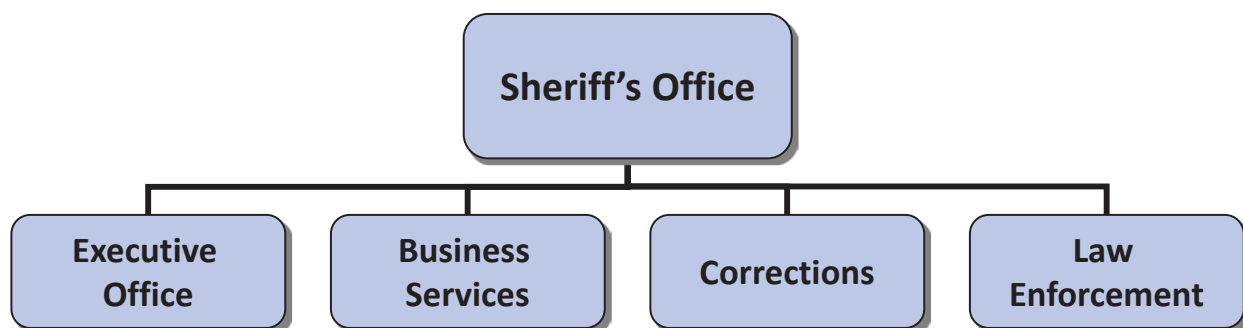 Sheriff’s Office
Executive
Office
Business
Services
Corrections
Law
Enforcement